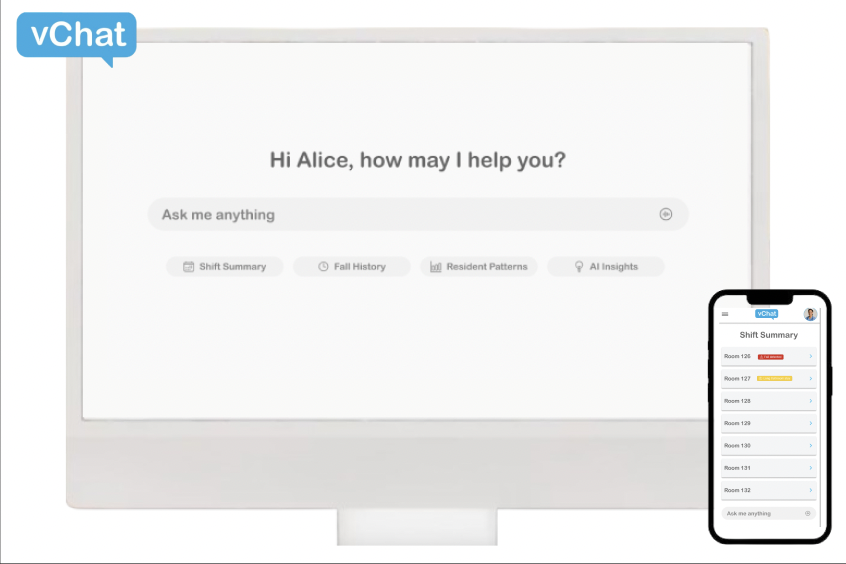 vChat
Hi Alice, how may I help you?
Ask me anything
Shift Summary
Fall History
Resident Patterns
AI Insights
vChat
Shift Summary
Room 126
Room 127
Room 128
Room 129
Room 130
Room 131
Room 132
Ask me anything